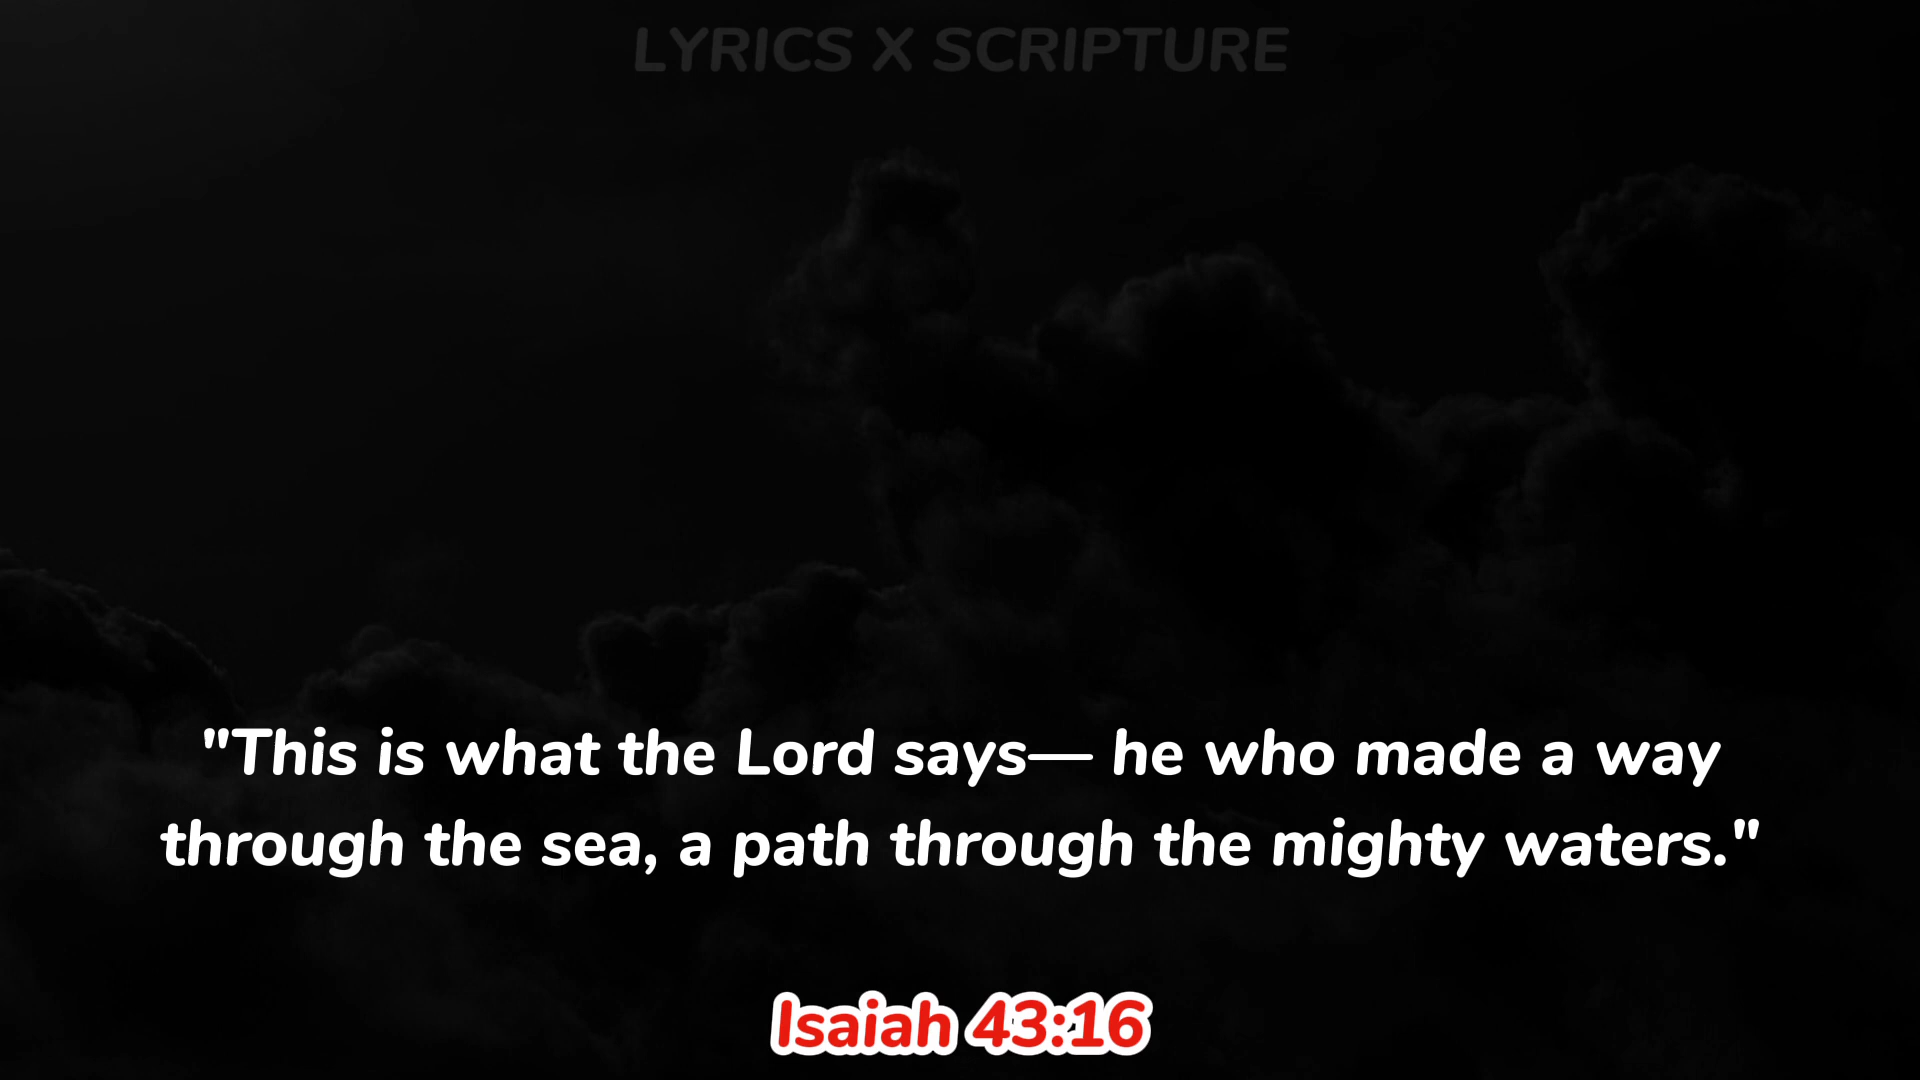 LYRICS X SCRIPTURE
"This is what the Lord says— he who made a way
through the sea, a path through the mighty waters."
Isaiah 43:16